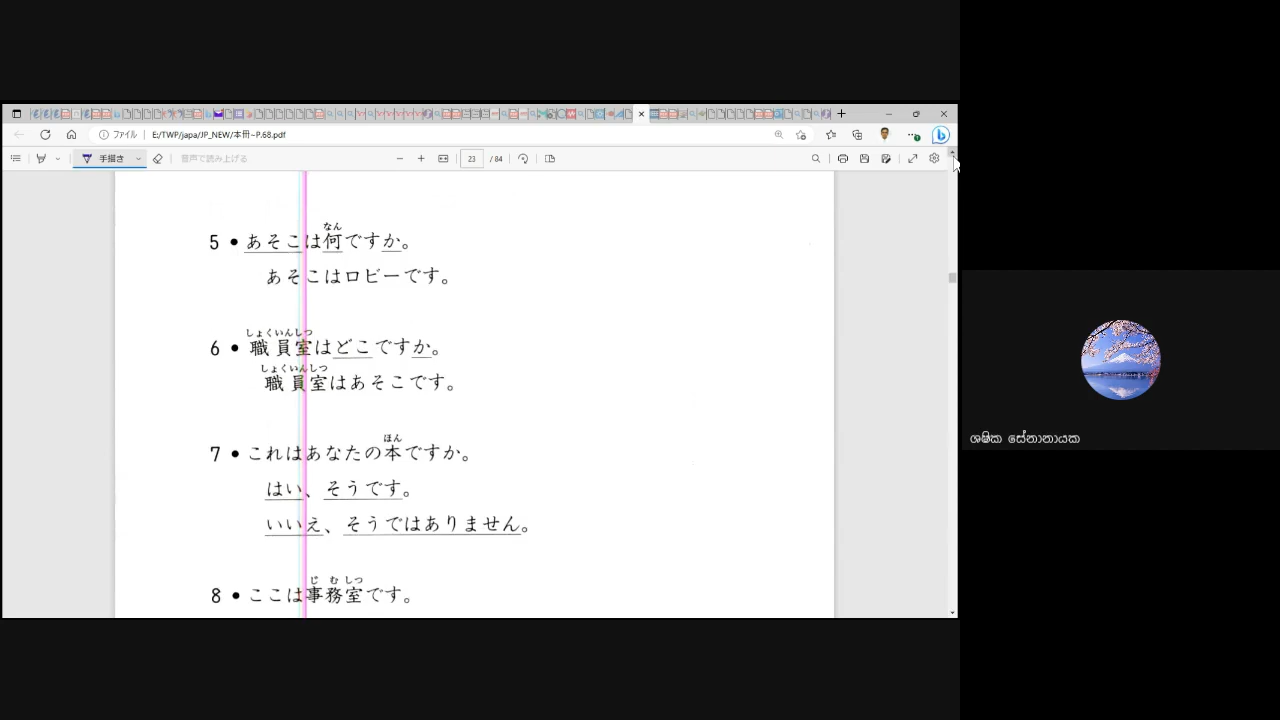 ファイル
E/TWP/japa/JP_NEW/本冊~P.68.pdf
手描き
音声で読み上げる
23 / 84
なん
5 • あそこは何ですか。
あそこはロビーです。
しょくいんしつ
6 • 職員室はどこですか。
しょくいんしつ
職員室はあそこです。
ほん
7 • これはあなたの本ですか。
はい、そうです。
いいえ、そうではありません。
じむしつ
8 • ここは事務室です。
ශෂික සේනානායක